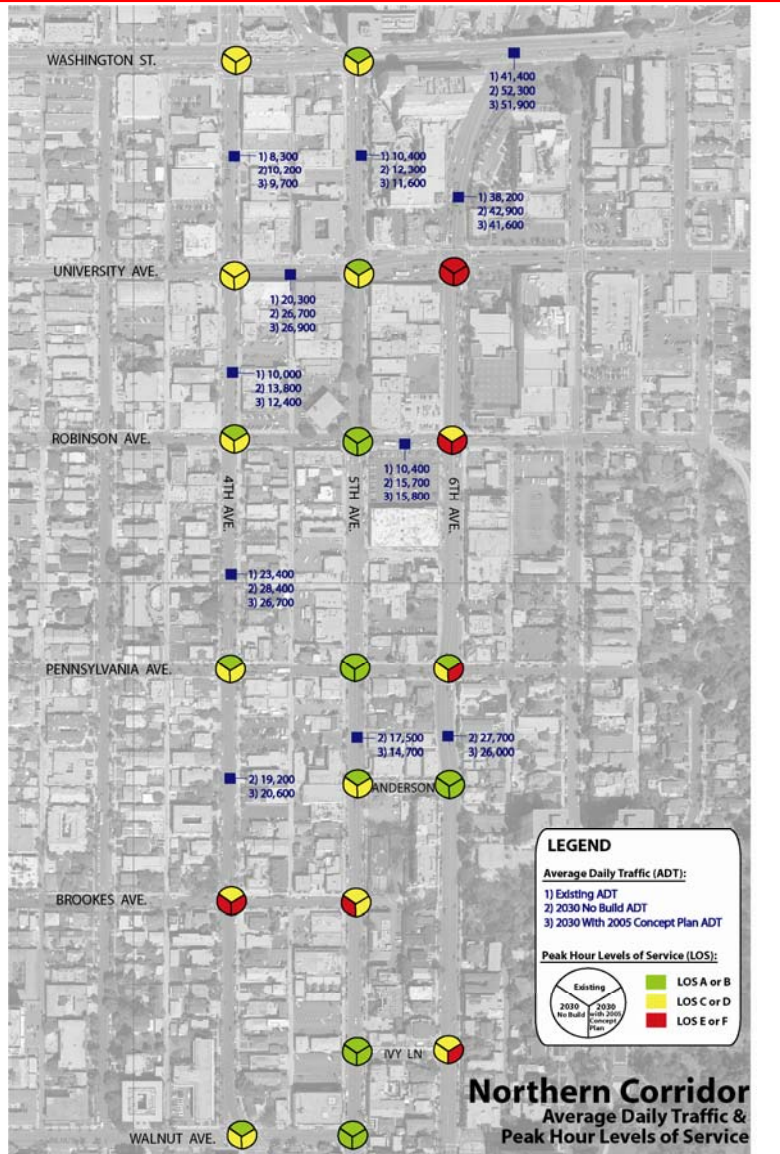 WASHINGTON ST.
1) 41,400
2) 52,300
3) 51,900
1) 8,300
2)10,200
3) 9,700
1) 10,400
2) 12,300
3) 11,600
1) 38,200
2) 42,900
3) 41,600
UNIVERSITY AVE.
1) 20,300
2) 26,700
3) 26,900
1) 10,000
2) 13,800
3) 12,400
ROBINSON AVE.
1) 10,400
2) 15,700
3) 15,800
4TH AVE.
5TH AVE.
6TH AVE.
1) 23,400
2) 28,400
3) 26,700
PENNSYLVANIA AVE.
2) 17,500
3) 14,700
2) 27,700
3) 26,000
2) 19,200
3) 20,600
ANDERSON
BROOKES AVE.
IVY LN
WALNUT AVE.
LEGEND
Average Daily Traffic (ADT):
1) Existing ADT
2) 2030 No Build ADT
3) 2030 With 2005 Concept Plan ADT
Peak Hour Levels of Service (LOS):
Existing
2030
No Build
2030
with 2005
Concept
Plan
LOS A or B
LOS C or D
LOS E or F
Northern Corridor
Average Daily Traffic &
Peak Hour Levels of Service